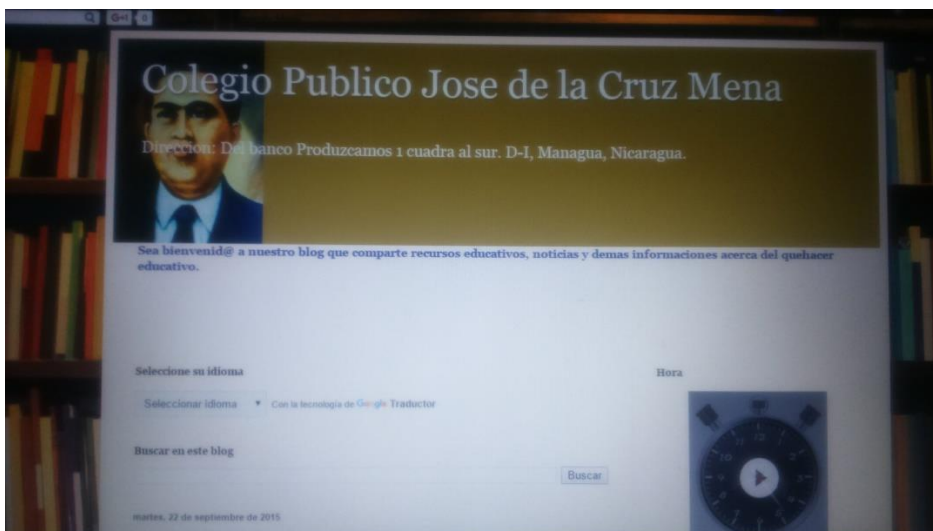 G+1 0
Colegio Publico Jose de la Cruz Mena
Direccion: Del banco Produzcamos 1 cuadra al sur. D-I, Managua, Nicaragua.
Sea bienvenid@ a nuestro blog que comparte recursos educativos, noticias y demas informaciones acerca del quehacer
educativo.
Seleccione su idioma
Hora
Seleccionar idioma
Con la tecnología de Google Traductor
Buscar en este blog
Buscar
martes, 22 de septiembre de 2015